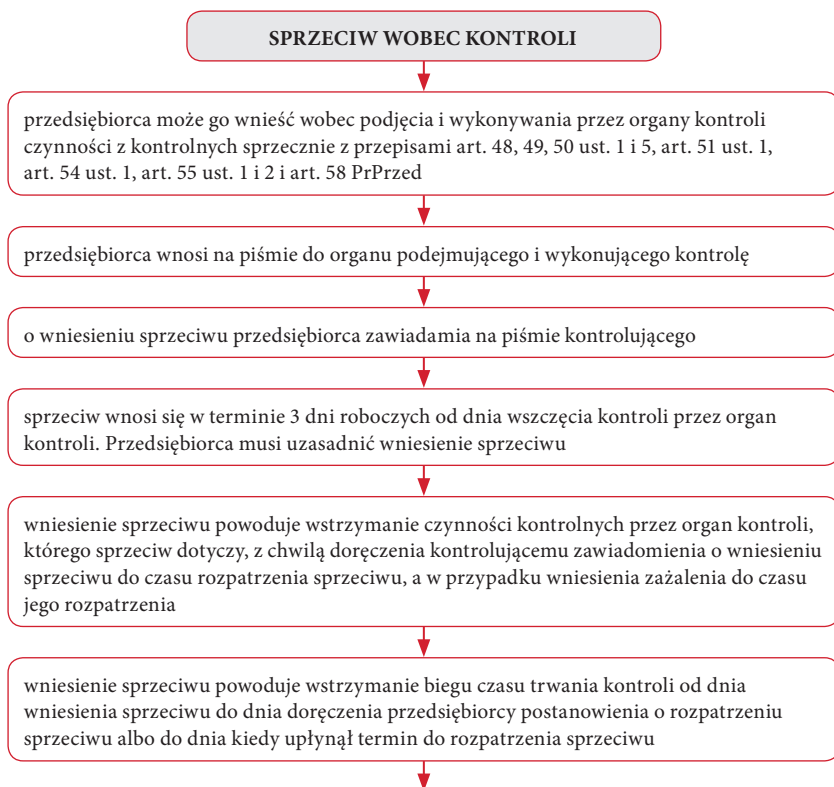 SPRZECIW WOBEC KONTROLI
przedsiębiorca może go wnieść wobec podjęcia i wykonywania przez organy kontroli
czynności z kontrolnych sprzecznie z przepisami art. 48, 49, 50 ust. 1 i 5, art. 51 ust. 1,
art. 54 ust. 1, art. 55 ust. 1 i 2 i art. 58 PrPrzed
przedsiębiorca wnosi na piśmie do organu podejmującego i wykonującego kontrolę
o wniesieniu sprzeciwu przedsiębiorca zawiadamia na piśmie kontrolującego
sprzeciw wnosi się w terminie 3 dni roboczych od dnia wszczęcia kontroli przez organ
kontroli. Przedsiębiorca musi uzasadnić wniesienie sprzeciwu
wniesienie sprzeciwu powoduje wstrzymanie czynności kontrolnych przez organ kontroli,
którego sprzeciw dotyczy, z chwilą doręczenia kontrolującemu zawiadomienia o wniesieniu
sprzeciwu do czasu rozpatrzenia sprzeciwu, a w przypadku wniesienia zażalenia do czasu
jego rozpatrzenia
wniesienie sprzeciwu powoduje wstrzymanie biegu czasu trwania kontroli od dnia
wniesienia sprzeciwu do dnia doręczenia przedsiębiorcy postanowienia o rozpatrzeniu
sprzeciwu albo do dnia kiedy upłynął termin do rozpatrzenia sprzeciwu